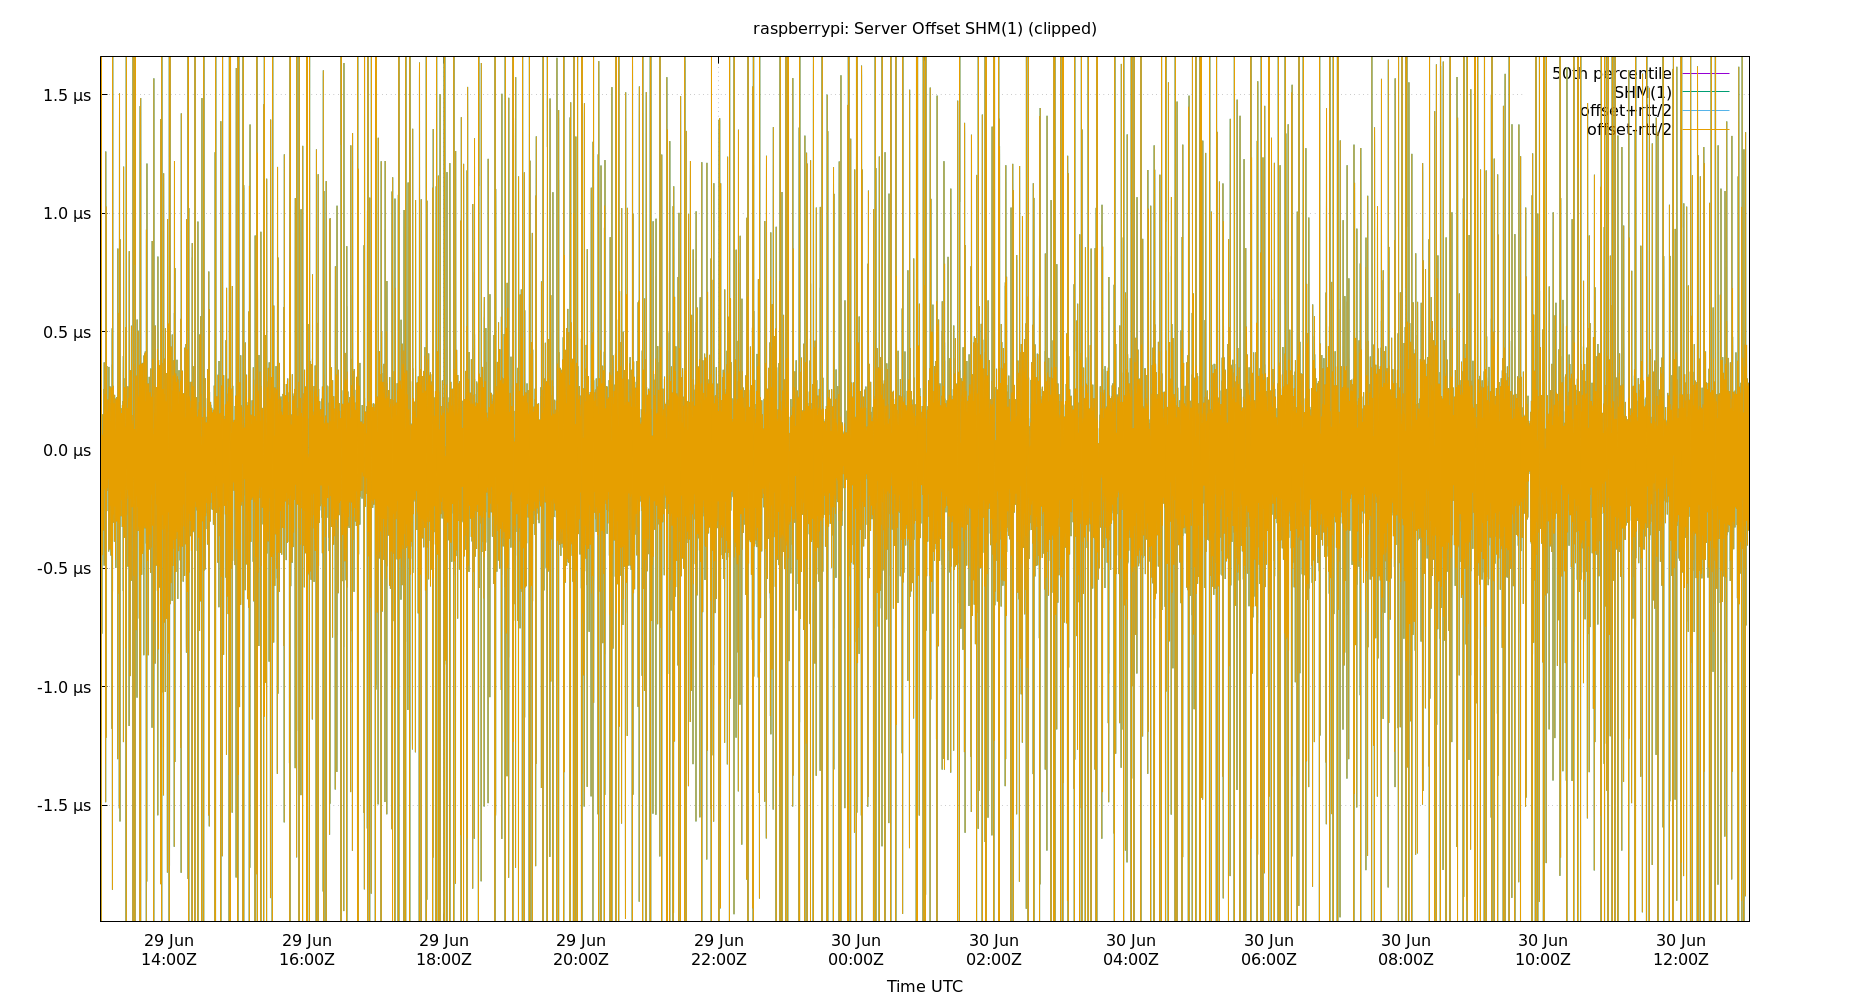 raspberrypi: Server Offset SHM(1) (clipped)
50th percentile
SHM(1)
offset+rtt/2
offset-rtt/2
1.5 µs
1.0 µs
0.5 µs
0.0 µs
-0.5 µs
-1.0 µs
-1.5 µs
29 Jun 29 Jun 29 Jun 29 Jun 29 Jun 30 Jun 30 Jun 30 Jun 30 Jun 30 Jun 30 Jun 30 Jun
14:00Z 16:00Z 18:00Z 20:00Z 22:00Z 00:00Z 02:00Z 04:00Z 06:00Z 08:00Z 10:00Z 12:00Z
Time UTC